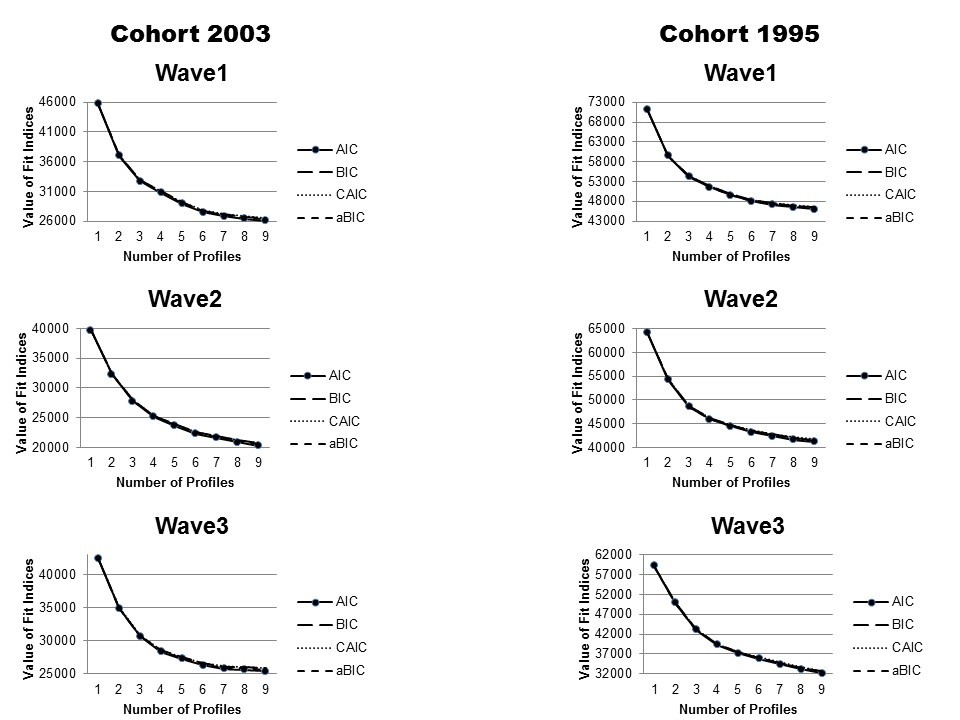 Cohort 2003
Wave1
Value of Fit Indices
46000
41000
36000
31000
26000
1 2 3 4 5 6 7 8 9
Number of Profiles
AIC
BIC
CAIC
aBIC
Wave2
Value of Fit Indices
40000
35000
30000
25000
20000
1 2 3 4 5 6 7 8 9
Number of Profiles
AIC
BIC
CAIC
aBIC
Wave3
Value of Fit Indices
40000
35000
30000
25000
1 2 3 4 5 6 7 8 9
Number of Profiles
AIC
BIC
CAIC
aBIC
Cohort 1995
Wave1
Value of Fit Indices
73000
68000
63000
58000
53000
48000
43000
1 2 3 4 5 6 7 8 9
Number of Profiles
AIC
BIC
CAIC
aBIC
Wave2
Value of Fit Indices
65000
60000
55000
50000
45000
40000
1 2 3 4 5 6 7 8 9
Number of Profiles
AIC
BIC
CAIC
aBIC
Wave3
Value of Fit Indices
62000
57000
52000
47000
42000
37000
32000
1 2 3 4 5 6 7 8 9
Number of Profiles
AIC
BIC
CAIC
aBIC